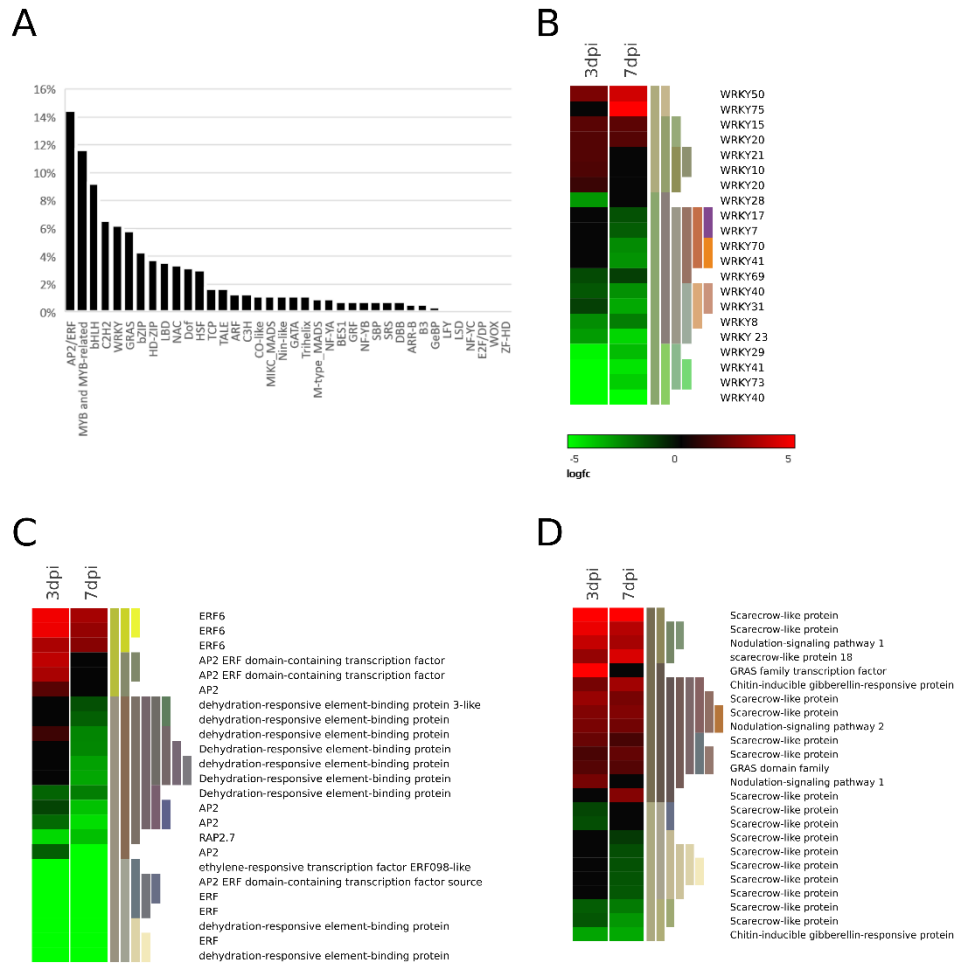 A
16%
14%
12%
10%
8%
6%
4%
2%
0%
AP2/ERF
MYB and MYB-related
bHLH
C2H2
WRKY
GRAS
bZIP
HD-ZIP
LBD
NAC
Dof
HSF
TCP
TALE
ARF
C3H
CO-like
MIKC_MADS
Nin-like
GATA
Trihelix
M-type_MADS
NF-YA
BES1
GRF
NF-YB
SBP
SRS
DBB
ARR-B
B3
GeBP
LFY
LSD
NF-YC
E2F/DP
WOX
ZF-HD
B
3dpi
7dpi
WRKY50
WRKY75
WRKY15
WRKY20
WRKY21
WRKY10
WRKY20
WRKY28
WRKY17
WRKY7
WRKY70
WRKY41
WRKY69
WRKY40
WRKY31
WRKY8
WRKY 23
WRKY29
WRKY41
WRKY73
WRKY40
-5
0
5
logfc
C
3dpi
7dpi
ERF6
ERF6
ERF6
AP2 ERF domain-containing transcription factor
AP2 ERF domain-containing transcription factor
AP2
dehydration-responsive element-binding protein 3-like
dehydration-responsive element-binding protein
dehydration-responsive element-binding protein
Dehydration-responsive element-binding protein
dehydration-responsive element-binding protein
Dehydration-responsive element-binding protein
Dehydration-responsive element-binding protein
AP2
AP2
RAP2.7
AP2
ethylene-responsive transcription factor ERF098-like
AP2 ERF domain-containing transcription factor source
ERF
ERF
dehydration-responsive element-binding protein
ERF
dehydration-responsive element-binding protein
D
3dpi
7dpi
Scarecrow-like protein
Scarecrow-like protein
Nodulation-signaling pathway 1
scarecrow-like protein 18
GRAS family transcription factor
Chitin-inducible gibberellin-responsive protein
Scarecrow-like protein
Scarecrow-like protein
Nodulation-signaling pathway 2
Scarecrow-like protein
Scarecrow-like protein
GRAS domain family
Nodulation-signaling pathway 1
Scarecrow-like protein
Scarecrow-like protein
Scarecrow-like protein
Scarecrow-like protein
Scarecrow-like protein
Scarecrow-like protein
Scarecrow-like protein
Scarecrow-like protein
Scarecrow-like protein
Scarecrow-like protein
Chitin-inducible gibberellin-responsive protein